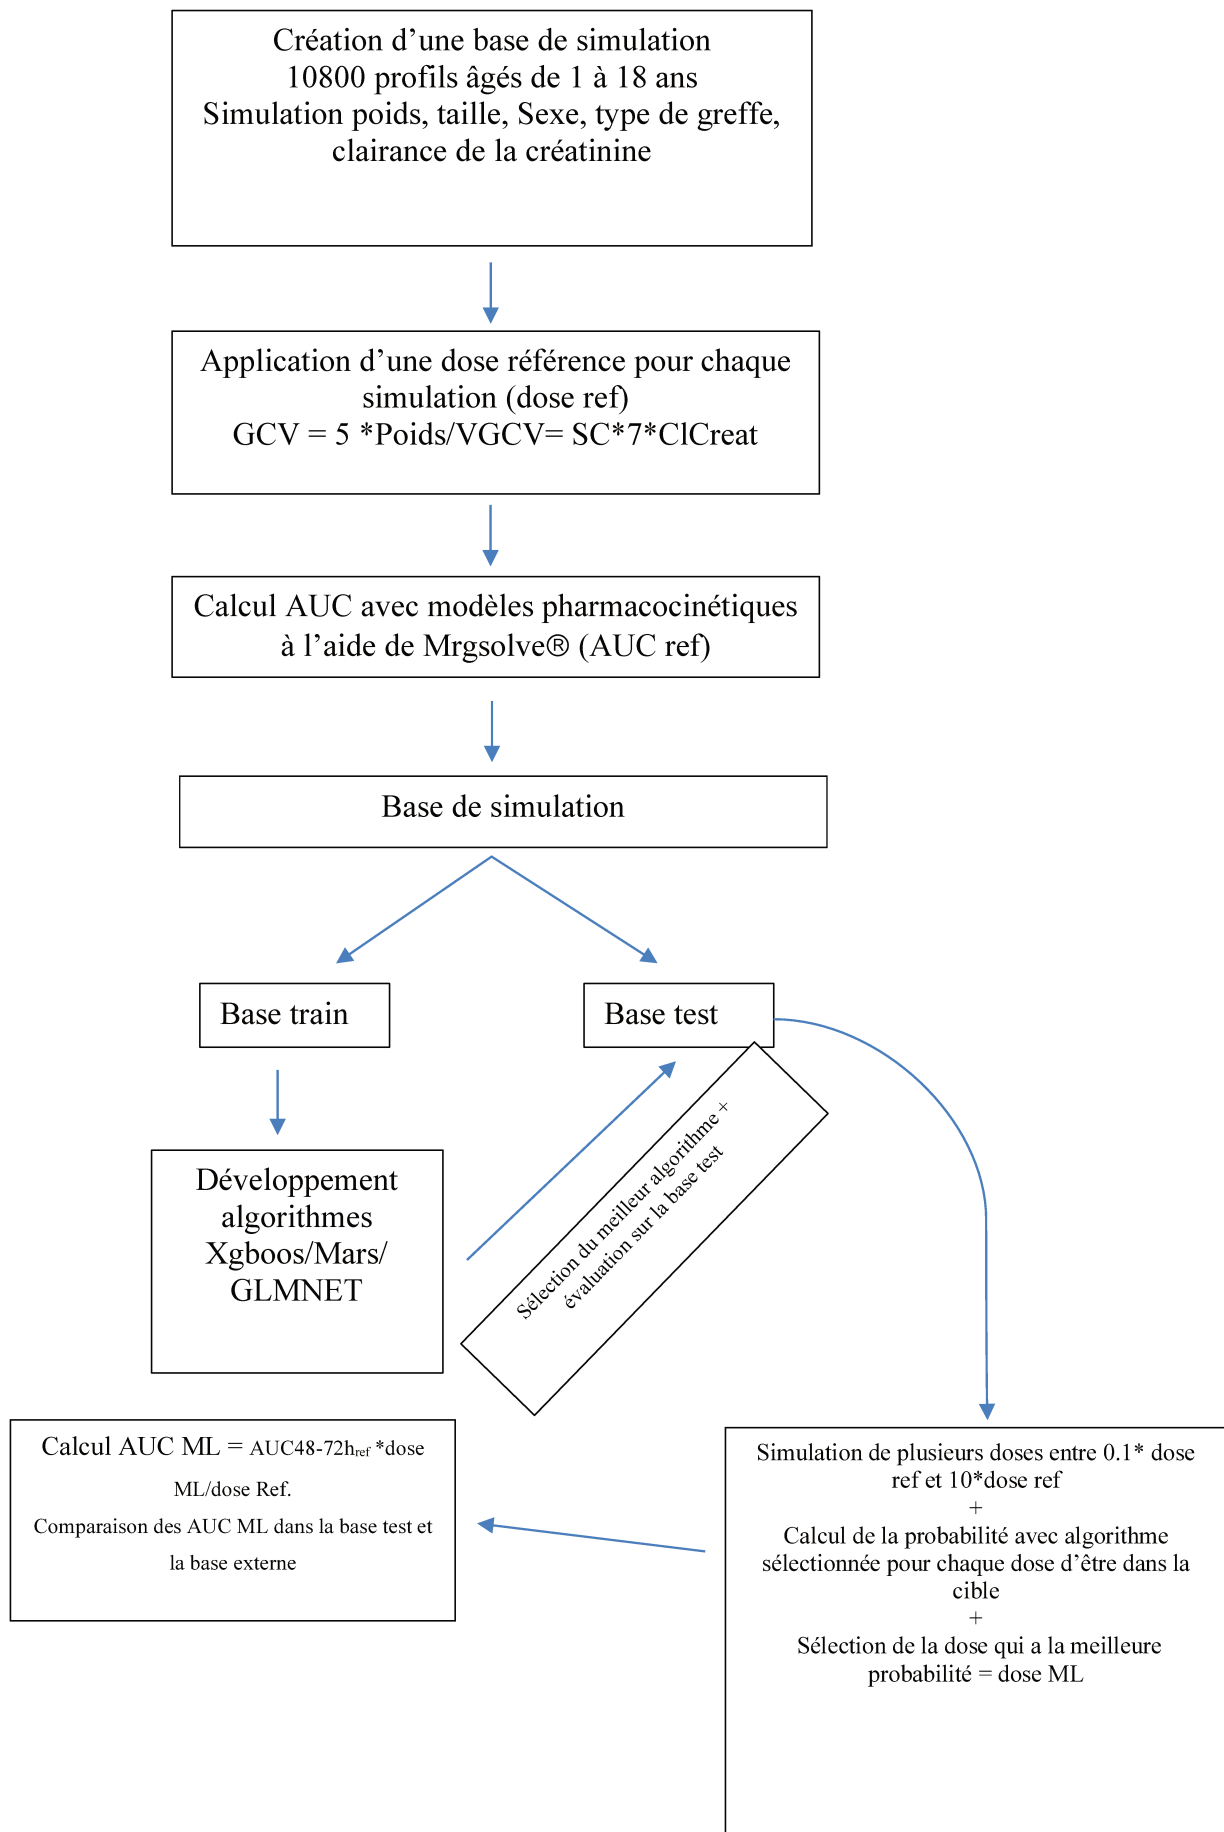 Création d’une base de simulation
10800 profils âgés de 1 à 18 ans
Simulation poids, taille, Sexe, type de greffe,
clairance de la créatinine
Application d’une dose référence pour chaque
simulation (dose ref)
GCV = 5 *Poids/VGCV= SC*7*ClCreat
Calcul AUC avec modèles pharmacocinétiques
à l’aide de Mrgsolve® (AUC ref)
Base de simulation
Base train
Base test
Sélection du meilleur algorithme +
évaluation sur la base test
Développement
algorithmes
Xgboos/Mars/
GLMNET
Simulation de plusieurs doses entre 0.1* dose
ref et 10*dose ref
+
Calcul de la probabilité avec algorithme
sélectionnée pour chaque dose d’être dans la
cible
+
Sélection de la dose qui a la meilleure
probabilité = dose ML
Calcul AUC ML = AUC48-72href *dose
ML/dose Ref.
Comparaison des AUC ML dans la base test et
la base externe